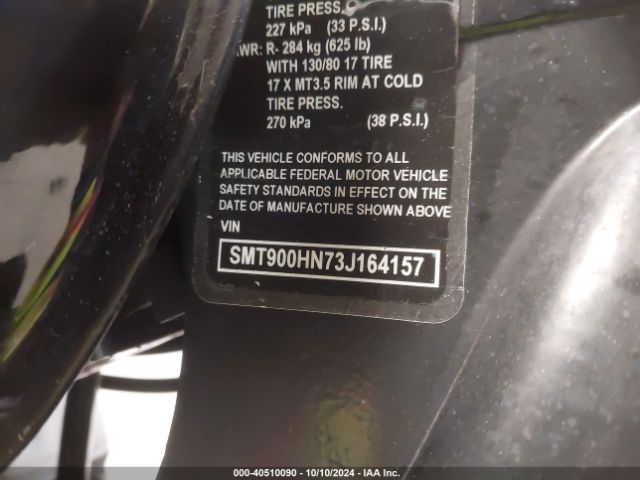 TIRE PRESS.
227 kPa (33 P.S.I.)
WR: R- 284 kg (625 lb)
WITH 130/80 17 TIRE
17 X MT3.5 RIM AT COLD
TIRE PRESS.
270 kPa (38 P.S.I.)
THIS VEHICLE CONFORMS TO ALL
APPLICABLE FEDERAL MOTOR VEHICLE
SAFETY STANDARDS IN EFFECT ON THE
DATE OF MANUFACTURE SHOWN ABOVE
VIN
SMT900HN73J164157
000-40510090 - 10/10/2024 - IAA Inc.